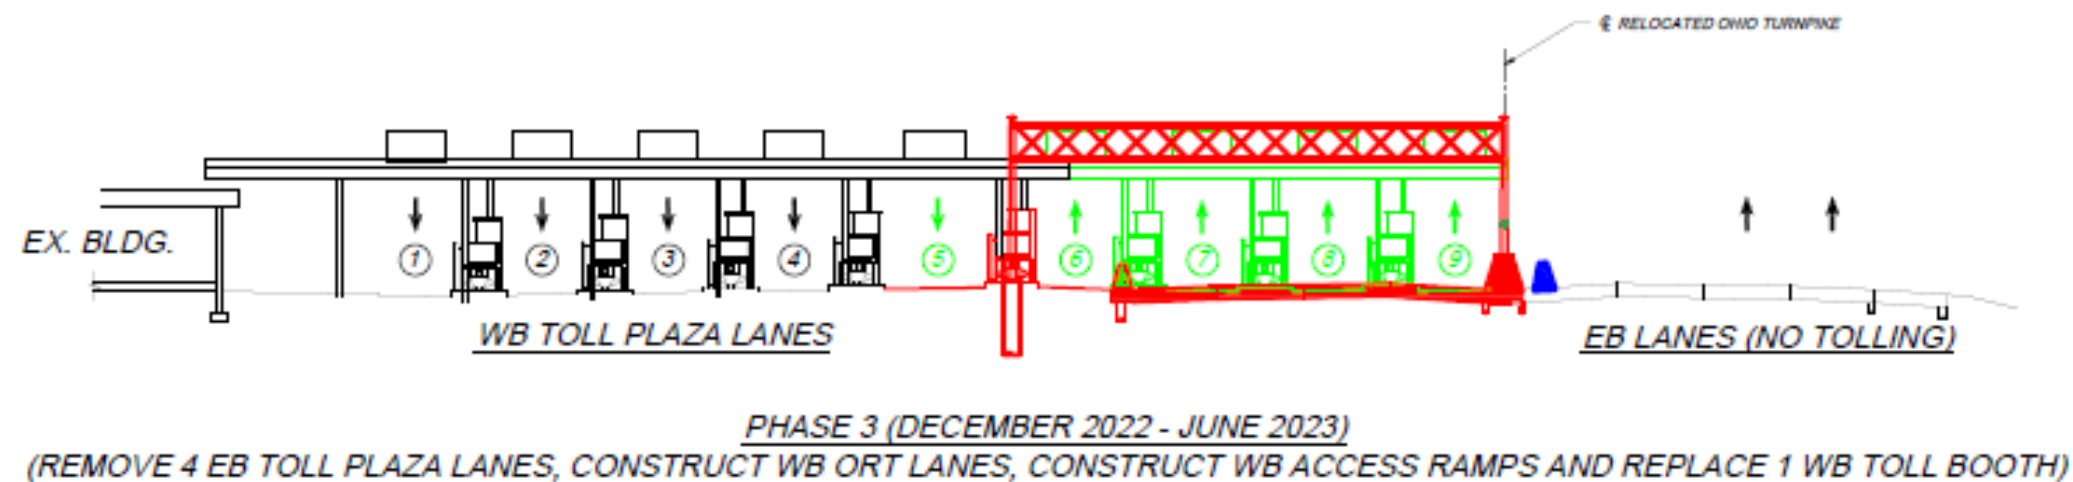 ℄ RELOCATED OHIO TURNPIKE
EX. BLDG.
1 2 3 4 5 6 7 8 9
WB TOLL PLAZA LANES
EB LANES (NO TOLLING)
PHASE 3 (DECEMBER 2022 - JUNE 2023)
(REMOVE 4 EB TOLL PLAZA LANES, CONSTRUCT WB ORT LANES, CONSTRUCT WB ACCESS RAMPS AND REPLACE 1 WB TOLL BOOTH)